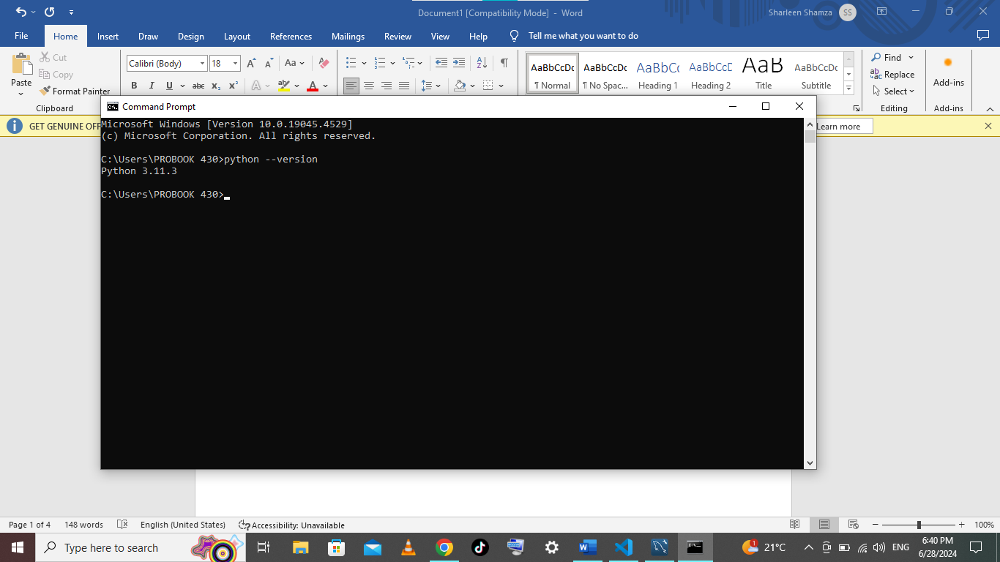 Document1 [Compatibility Mode] - Word
Sharleen Shamza
SS
File
Home
Insert
Draw
Design
Layout
References
Mailings
Review
View
Help
Tell me what you want to do
Paste
Cut
Copy
Format Painter
Clipboard
Calibri (Body)
18
Aa
B I U abc x₂ x²
AaBbCcDc
¶ Normal
AaBbCcDc
¶ No Spac...
AaBbCc
Heading 1
AaBbCcD
Heading 2
AaB
Title
AaBbCcDc
Subtitle
Find
Replace
Select
Editing
Add-ins
Add-ins
GET GENUINE OFF
Learn more
Command Prompt
Microsoft Windows [Version 10.0.19045.4529]
(c) Microsoft Corporation. All rights reserved.
C:\Users\PROBOOK 430>python --version
Python 3.11.3
C:\Users\PROBOOK 430>
Page 1 of 4
148 words
English (United States)
Accessibility: Unavailable
100%
Type here to search
1
21°C
ENG
6:40 PM
6/28/2024